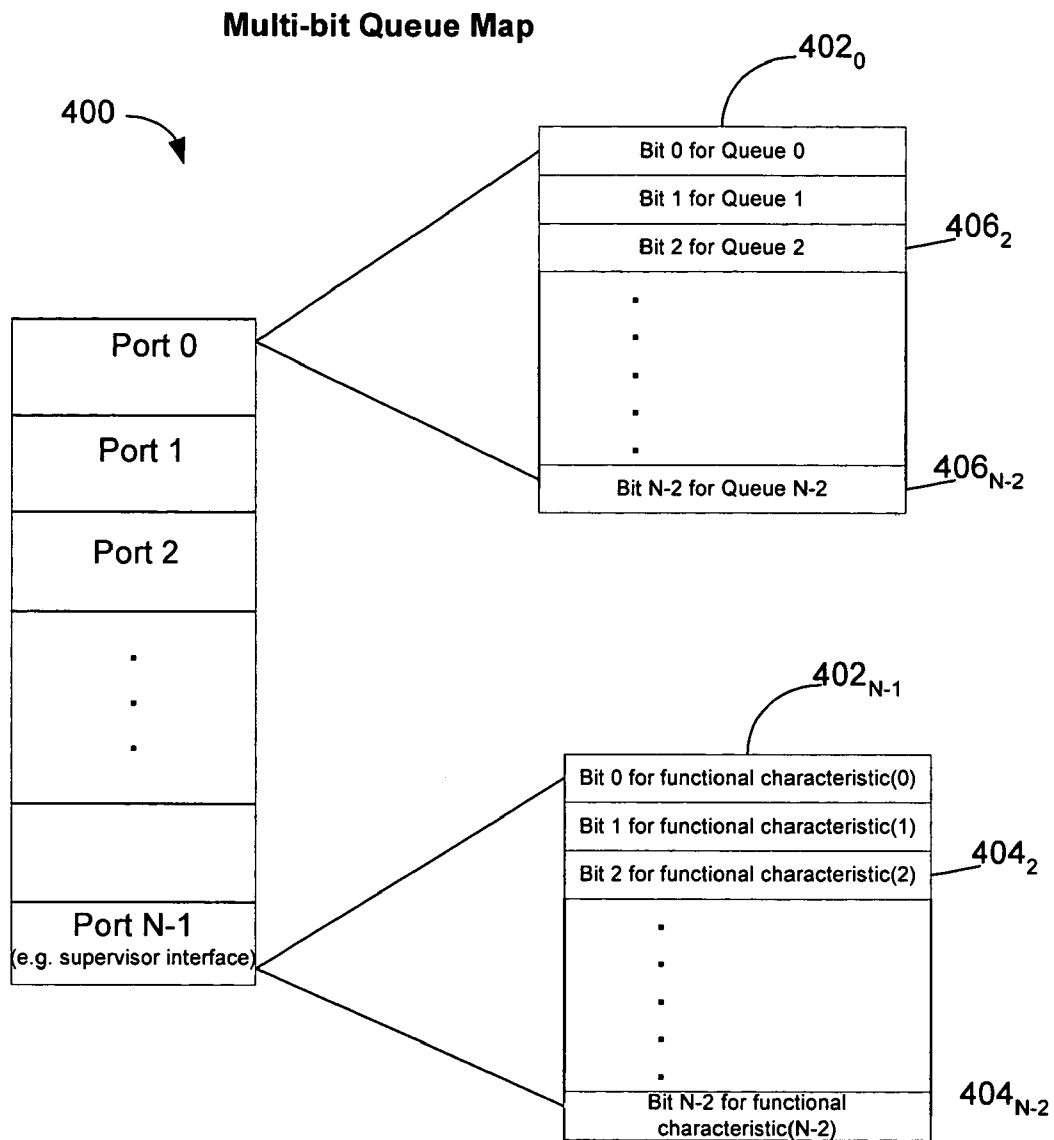 Multi-bit Queue Map
400
402₀
Bit 0 for Queue 0
Bit 1 for Queue 1
Bit 2 for Queue 2
406₂
Bit N-2 for Queue N-2
406N-2
Port 0
Port 1
Port 2
Port N-1
(e.g. supervisor interface)
402N-1
Bit 0 for functional characteristic(0)
Bit 1 for functional characteristic(1)
Bit 2 for functional characteristic(2)
404₂
Bit N-2 for functional
characteristic(N-2)
404N-2